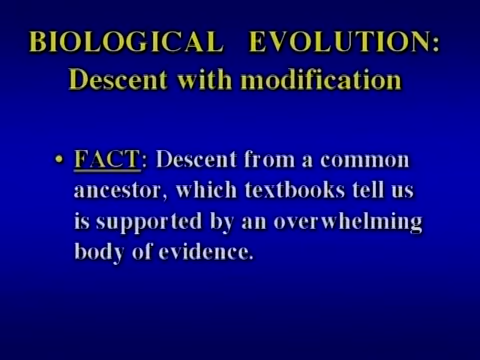 BIOLOGICAL EVOLUTION:
Descent with modification
• FACT: Descent from a common
ancestor, which textbooks tell us
is supported by an overwhelming
body of evidence.